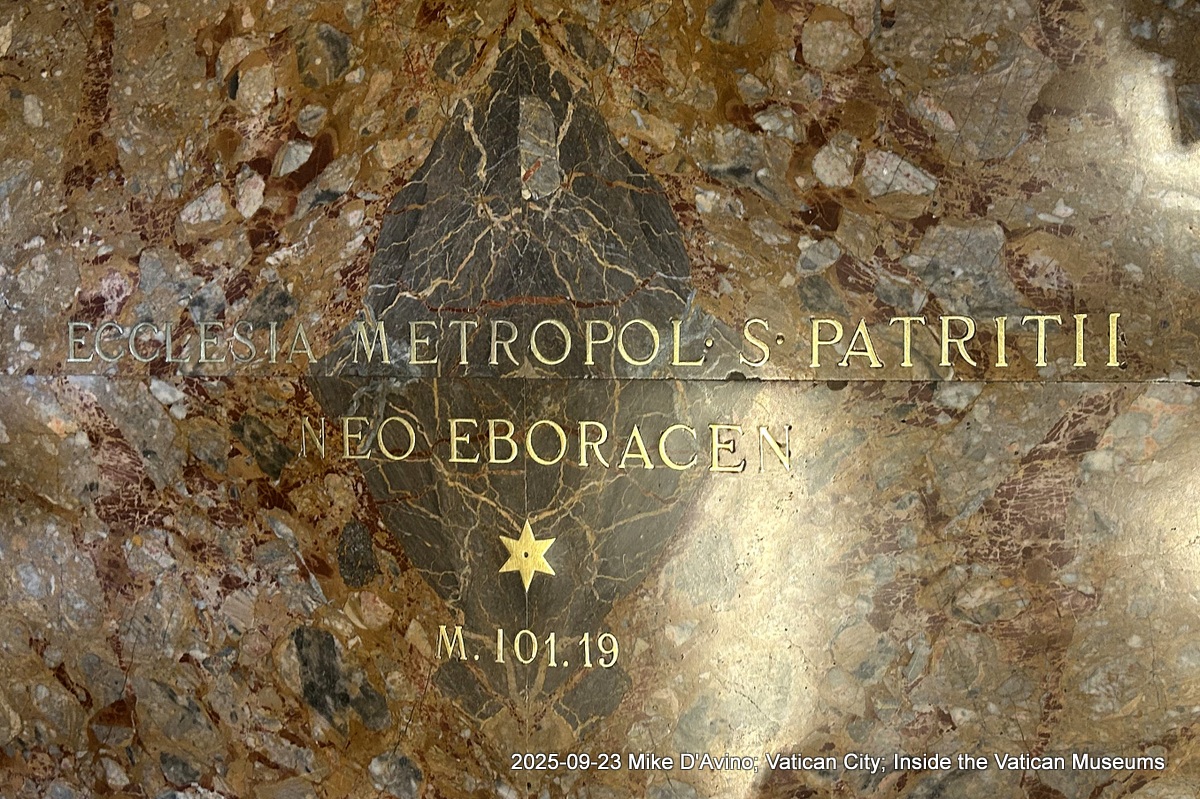 ECCLESIA METROPOL· S· PATRITII
NEO EBORACEN
M. 101.19
2025-09-23 Mike D'Avino; Vatican City; Inside the Vatican Museums